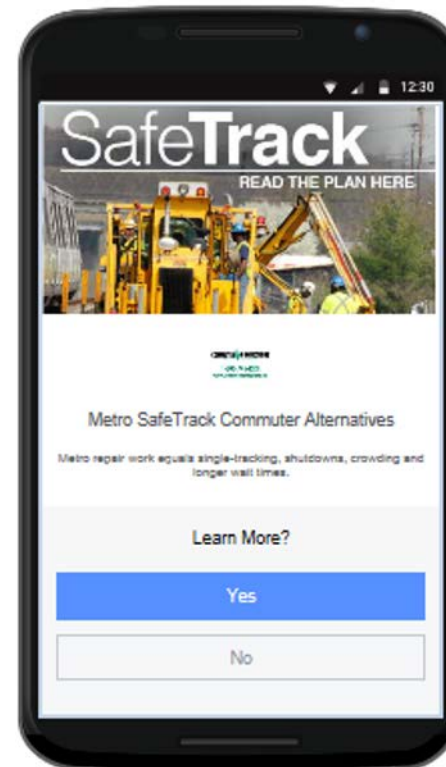 12:30
SafeTrack
READ THE PLAN HERE
Metro SafeTrack Commuter Alternatives
Metro repair work equals single-tracking, shutdowns, crowding and
longer wait times.
Learn More?
Yes
No